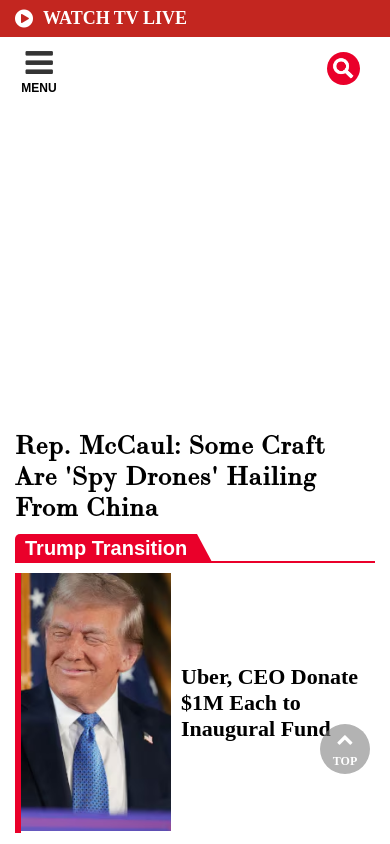 WATCH TV LIVE
MENU
Rep. McCaul: Some Craft
Are 'Spy Drones' Hailing
From China
Trump Transition
Uber, CEO Donate
$1M Each to
Inaugural Fund
TOP